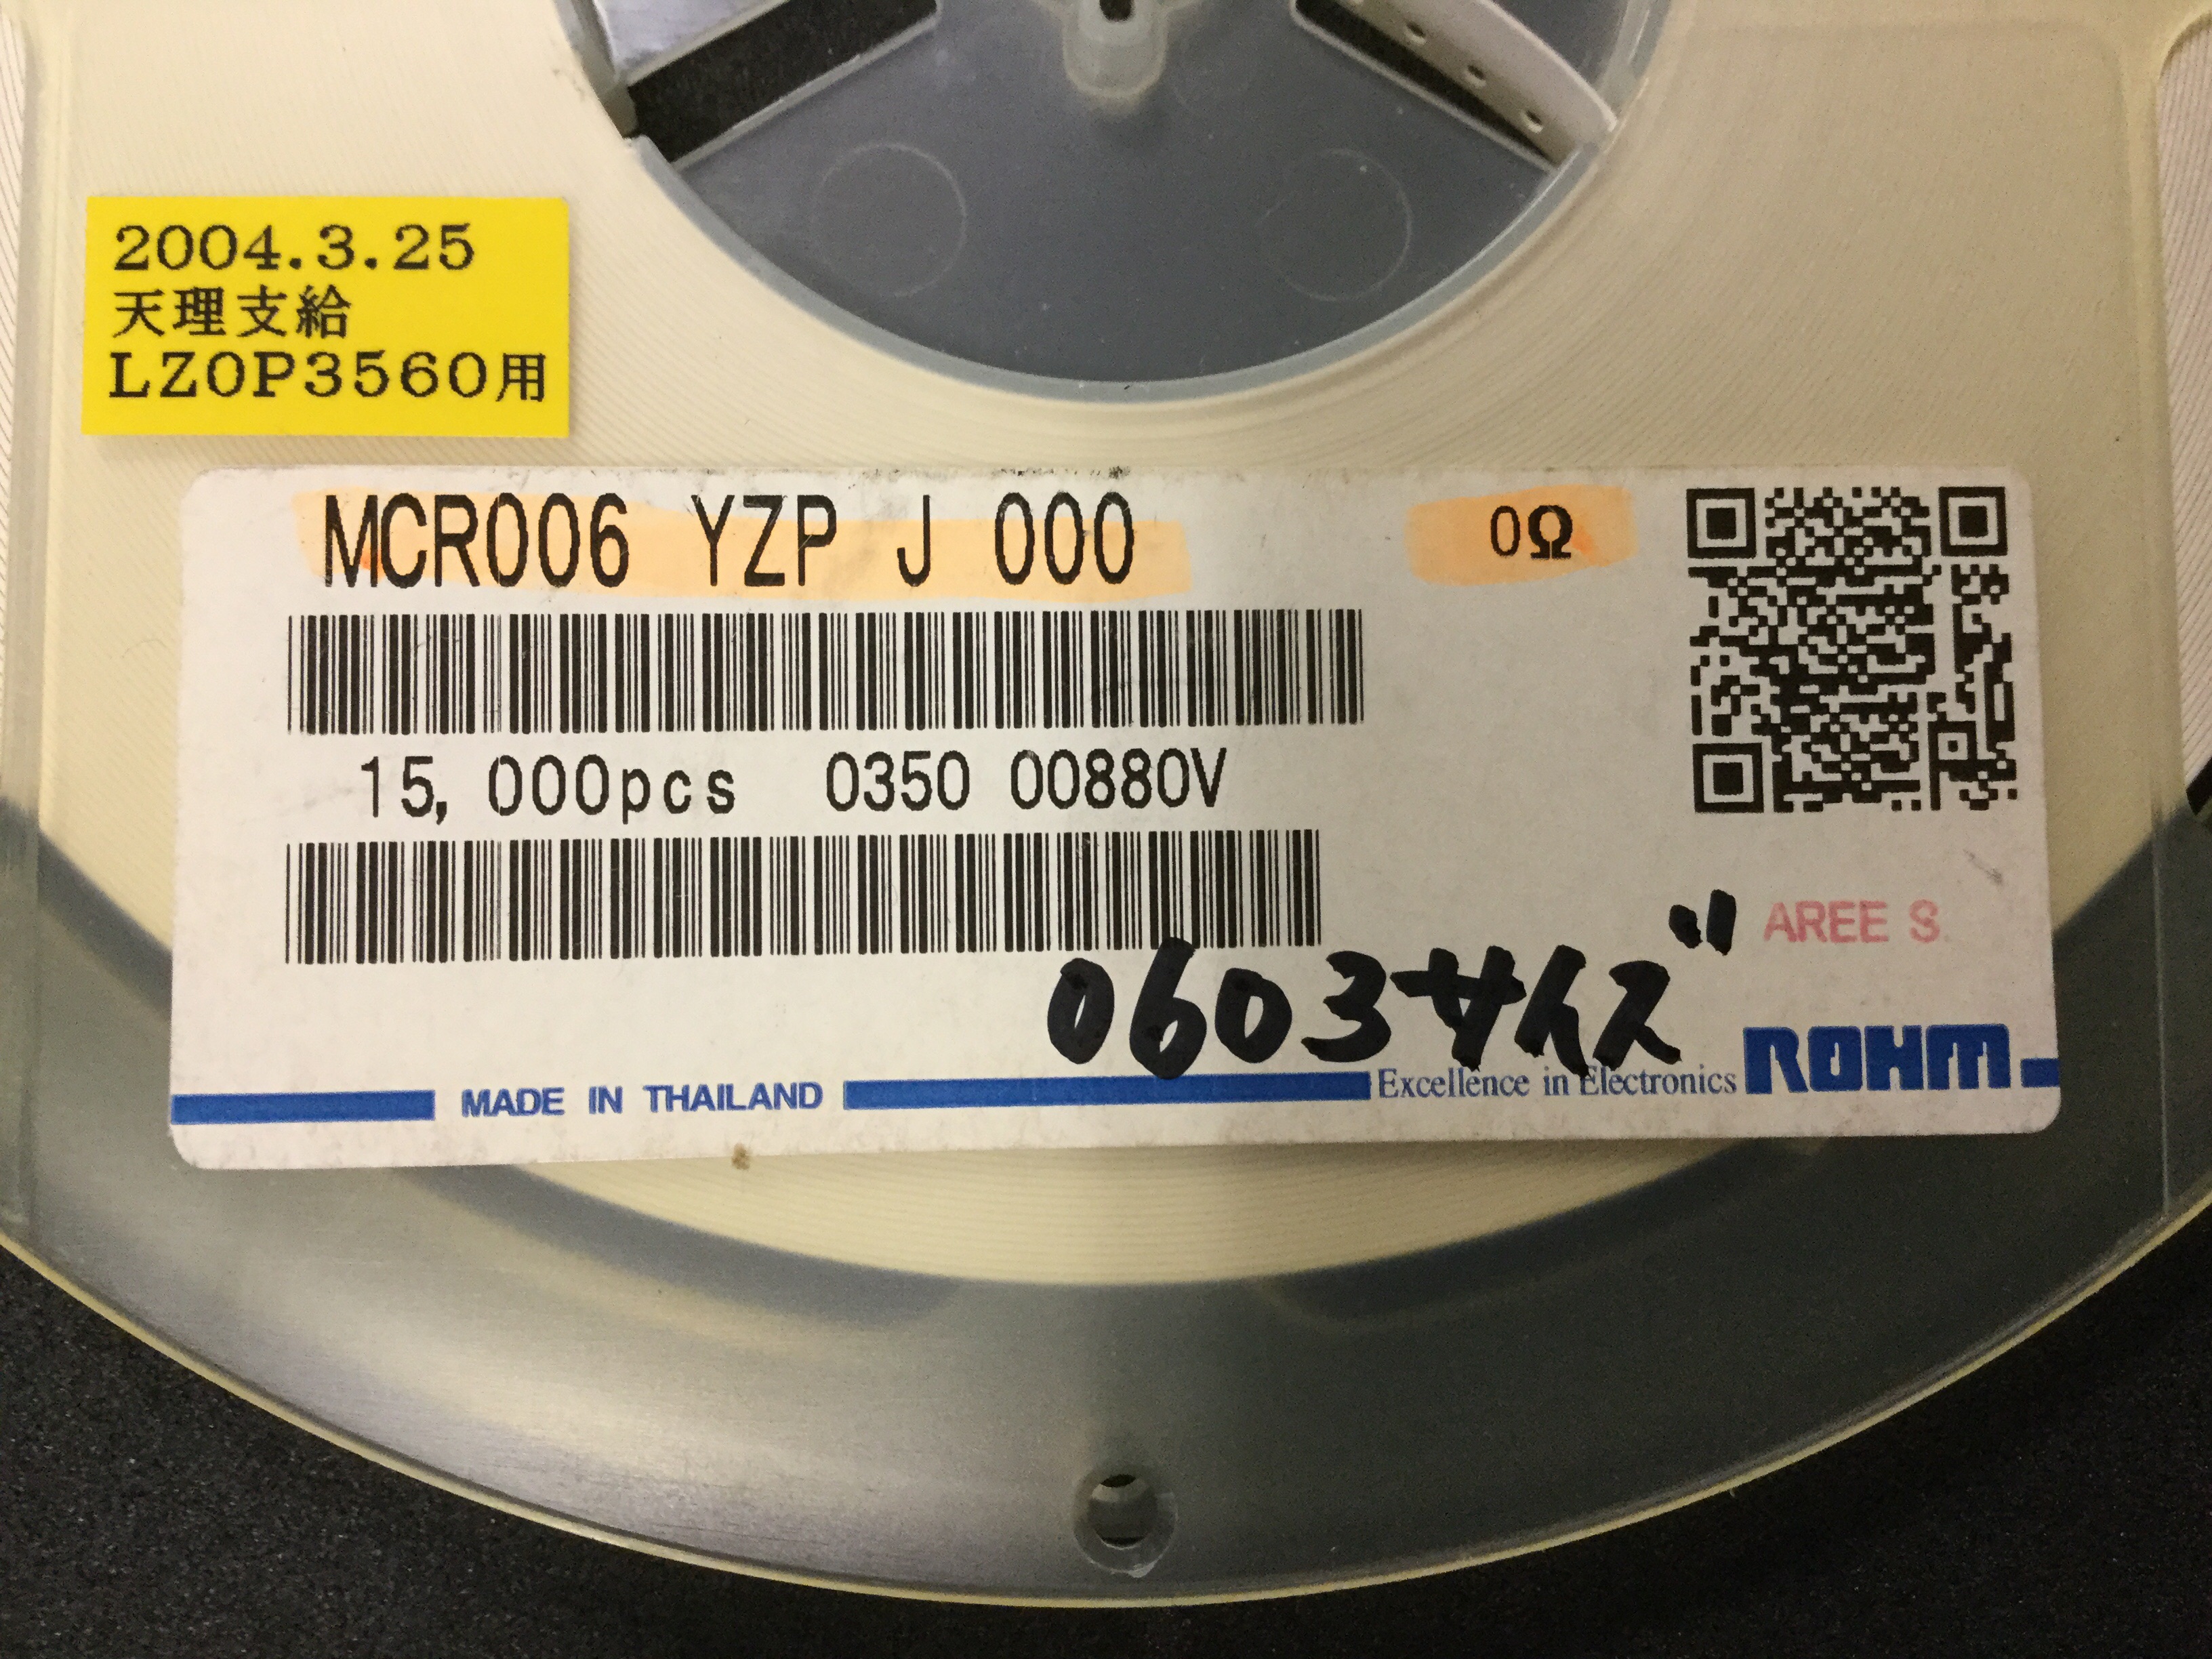 2004.3.25
天理支給
LZ0P3560用
MCR006 YZP J 000 0Ω
15,000pcs 0350 00880V
AREE S.
0603サイズ
MADE IN THAILAND Excellence in Electronics ROHM